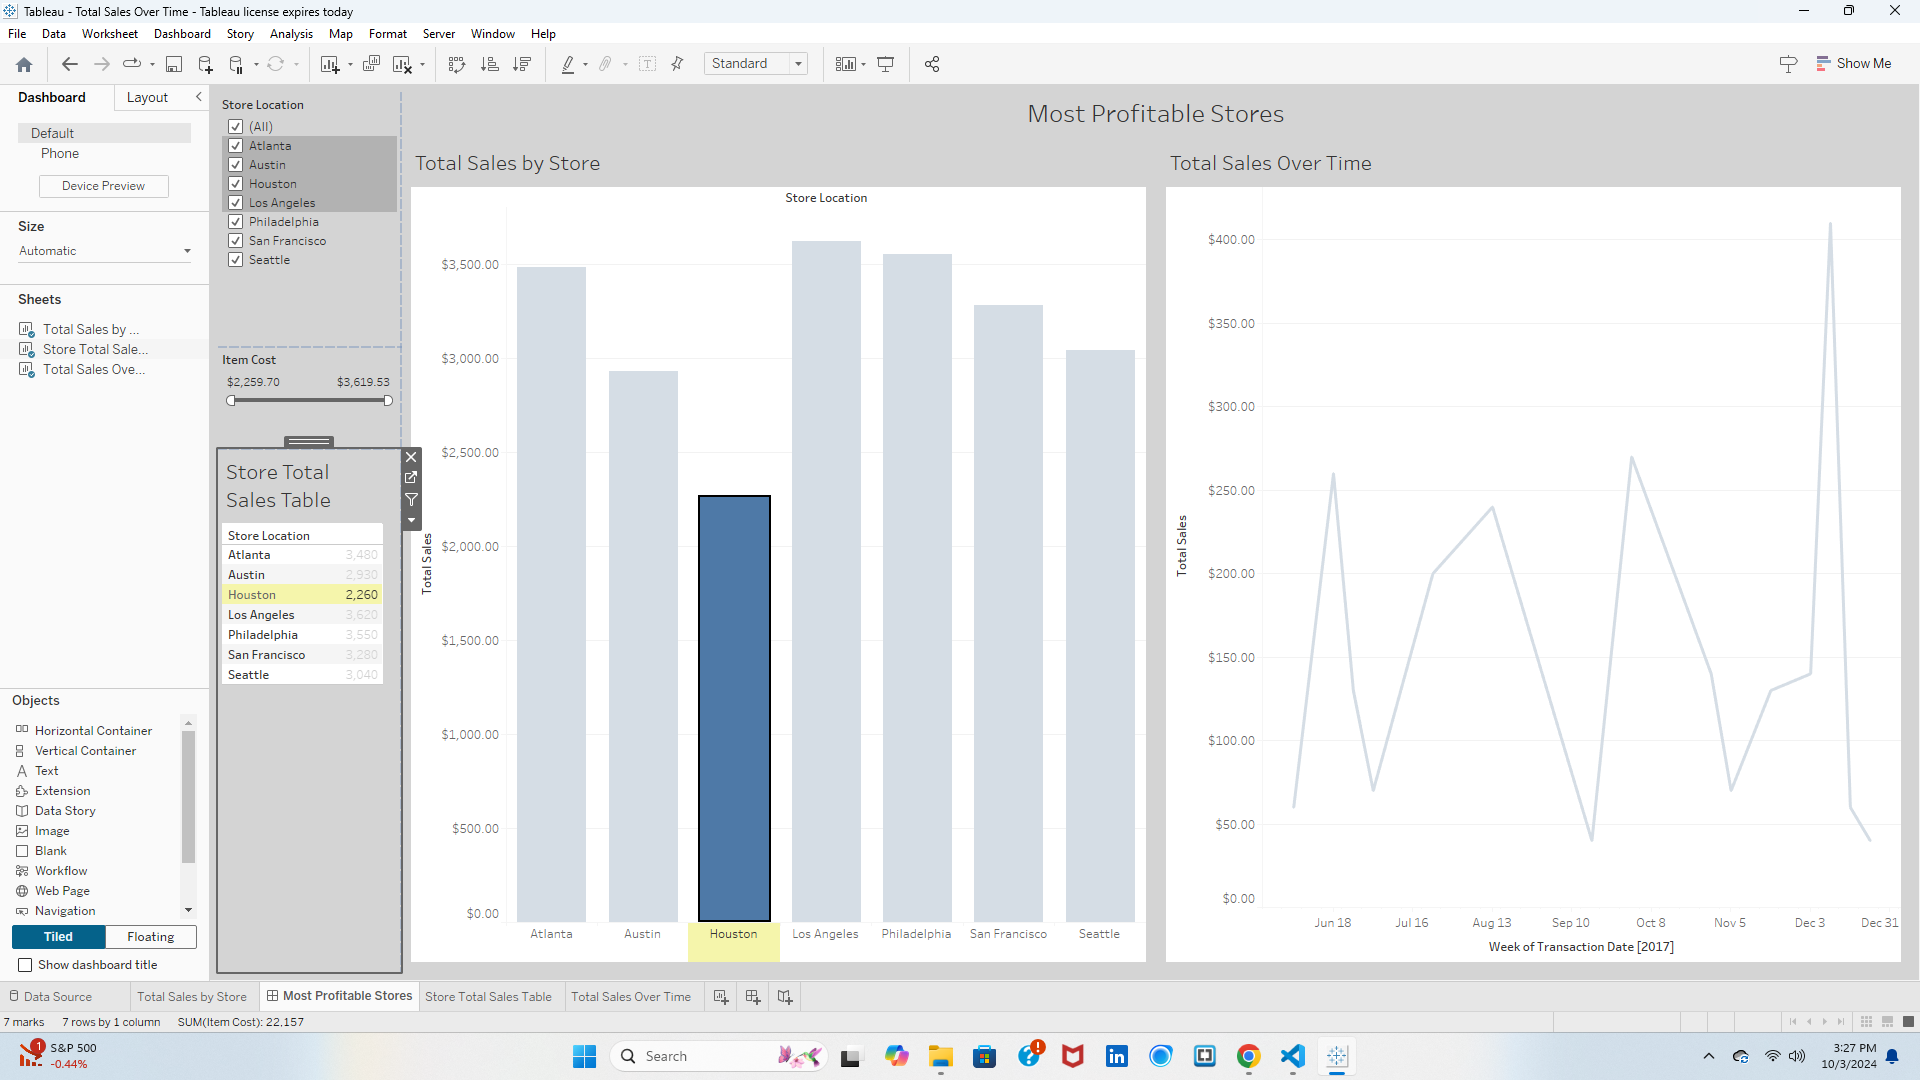 Tableau - Total Sales Over Time - Tableau license expires today
File Data Worksheet Dashboard Story Analysis Map Format Server Window Help
Standard
Show Me
Dashboard Layout
Default
Phone
Device Preview
Size
Automatic
Sheets
Total Sales by ...
Store Total Sale...
Total Sales Ove...
Objects
Horizontal Container
Vertical Container
Text
Extension
Data Story
Image
Blank
Workflow
Web Page
Navigation
Tiled Floating
Show dashboard title
Store Location
(All)
Atlanta
Austin
Houston
Los Angeles
Philadelphia
San Francisco
Seattle
Item Cost
$2,259.70 $3,619.53
Store Total
Sales Table
Store Location
Atlanta 3,480
Austin 2,930
Houston 2,260
Los Angeles 3,620
Philadelphia 3,550
San Francisco 3,280
Seattle 3,040
Most Profitable Stores
Total Sales by Store
Store Location
Total Sales
$3,500.00
$3,000.00
$2,500.00
$2,000.00
$1,500.00
$1,000.00
$500.00
$0.00
Atlanta Austin Houston Los Angeles Philadelphia San Francisco Seattle
Total Sales Over Time
Total Sales
$400.00
$350.00
$300.00
$250.00
$200.00
$150.00
$100.00
$50.00
$0.00
Jun 18 Jul 16 Aug 13 Sep 10 Oct 8 Nov 5 Dec 3 Dec 31
Week of Transaction Date [2017]
Data Source Total Sales by Store Most Profitable Stores Store Total Sales Table Total Sales Over Time
7 marks 7 rows by 1 column SUM(Item Cost): 22,157
1
S&P 500
-0.44%
Search
3:27 PM
10/3/2024